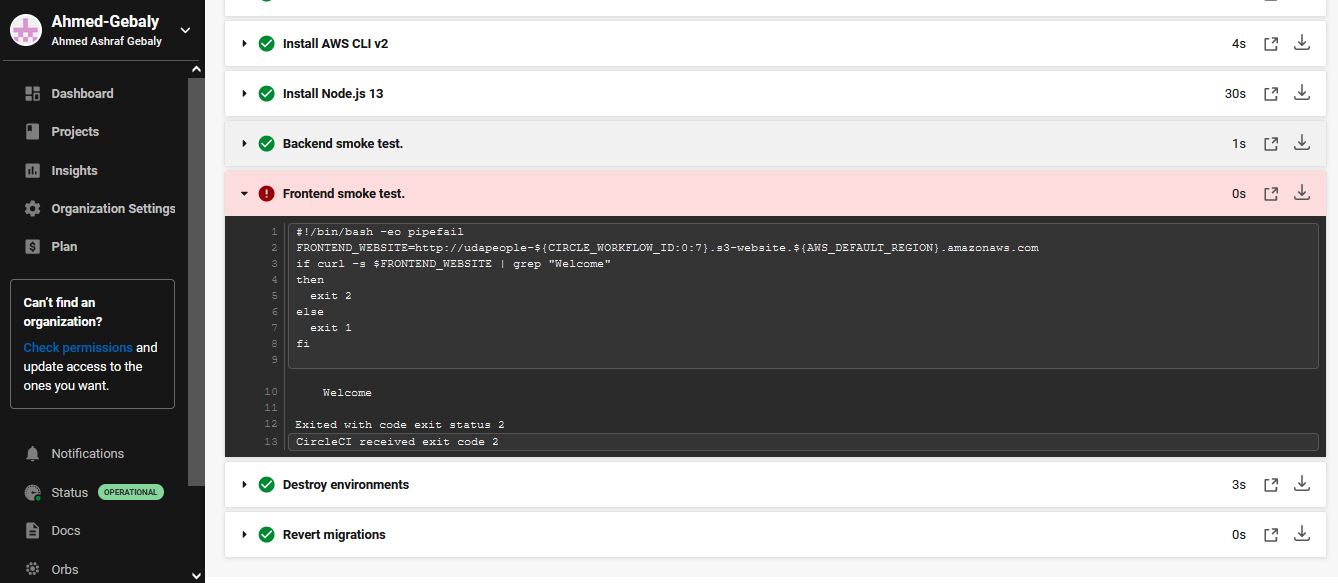 Ahmed-Gebaly
Ahmed Ashraf Gebaly
Dashboard
Projects
Insights
Organization Settings
Plan
Can't find an
organization?
Check permissions and
update access to the
ones you want.
Notifications
Status OPERATIONAL
Docs
Orbs
Install AWS CLI v2 4s
Install Node.js 13 30s
Backend smoke test. 1s
Frontend smoke test. 0s
1 #!/bin/bash -eo pipefail
2 FRONTEND_WEBSITE=http://udapeople-${CIRCLE_WORKFLOW_ID:0:7}.s3-website.${AWS_DEFAULT_REGION}.amazonaws.com
3 if curl -s $FRONTEND_WEBSITE | grep "Welcome"
4 then
5   exit 2
6 else
7   exit 1
8 fi
9
10     Welcome
11
12 Exited with code exit status 2
13 CircleCI received exit code 2
Destroy environments 3s
Revert migrations 0s